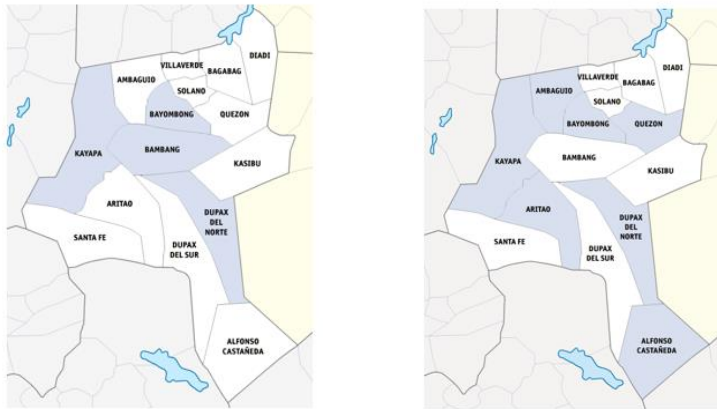 DIADI
VILLAVERDE
AMBAGUIO
BAGABAG
SOLANO
BAYOMBONG
QUEZON
KAYAPA
BAMBANG
KASIBU
ARITAO
DUPAX
DEL
NORTE
SANTA FE
DUPAX
DEL SUR
ALFONSO
CASTAÑEDA
DIADI
VILLAVERDE
AMBAGUIO
BAGABAG
SOLANO
BAYOMBONG
QUEZON
KAYAPA
BAMBANG
KASIBU
ARITAO
DUPAX
DEL
NORTE
SANTA FE
DUPAX
DEL SUR
ALFONSO
CASTAÑEDA